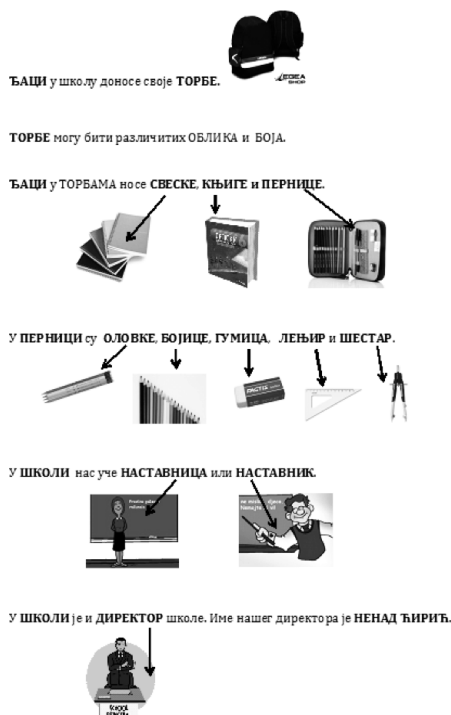 ЂАЦИ у школу доносе своје ТОРБЕ.
ТОРБЕ могу бити различитих ОБЛИКА и БОЈА.
ЂАЦИ у ТОРБАМА носе СВЕСКЕ, КЊИГЕ и ПЕРНИЦЕ.
У ПЕРНИЦИ су ОЛОВКЕ, БОЈИЦЕ, ГУМИЦА, ЛЕЊИР и ШЕСТАР.
FACTIS
У ШКОЛИ нас уче НАСТАВНИЦА или НАСТАВНИК.
У ШКОЛИ је и ДИРЕКТОР школе. Име нашег директора је НЕНАД ЋИРИЋ.
SCHOOL